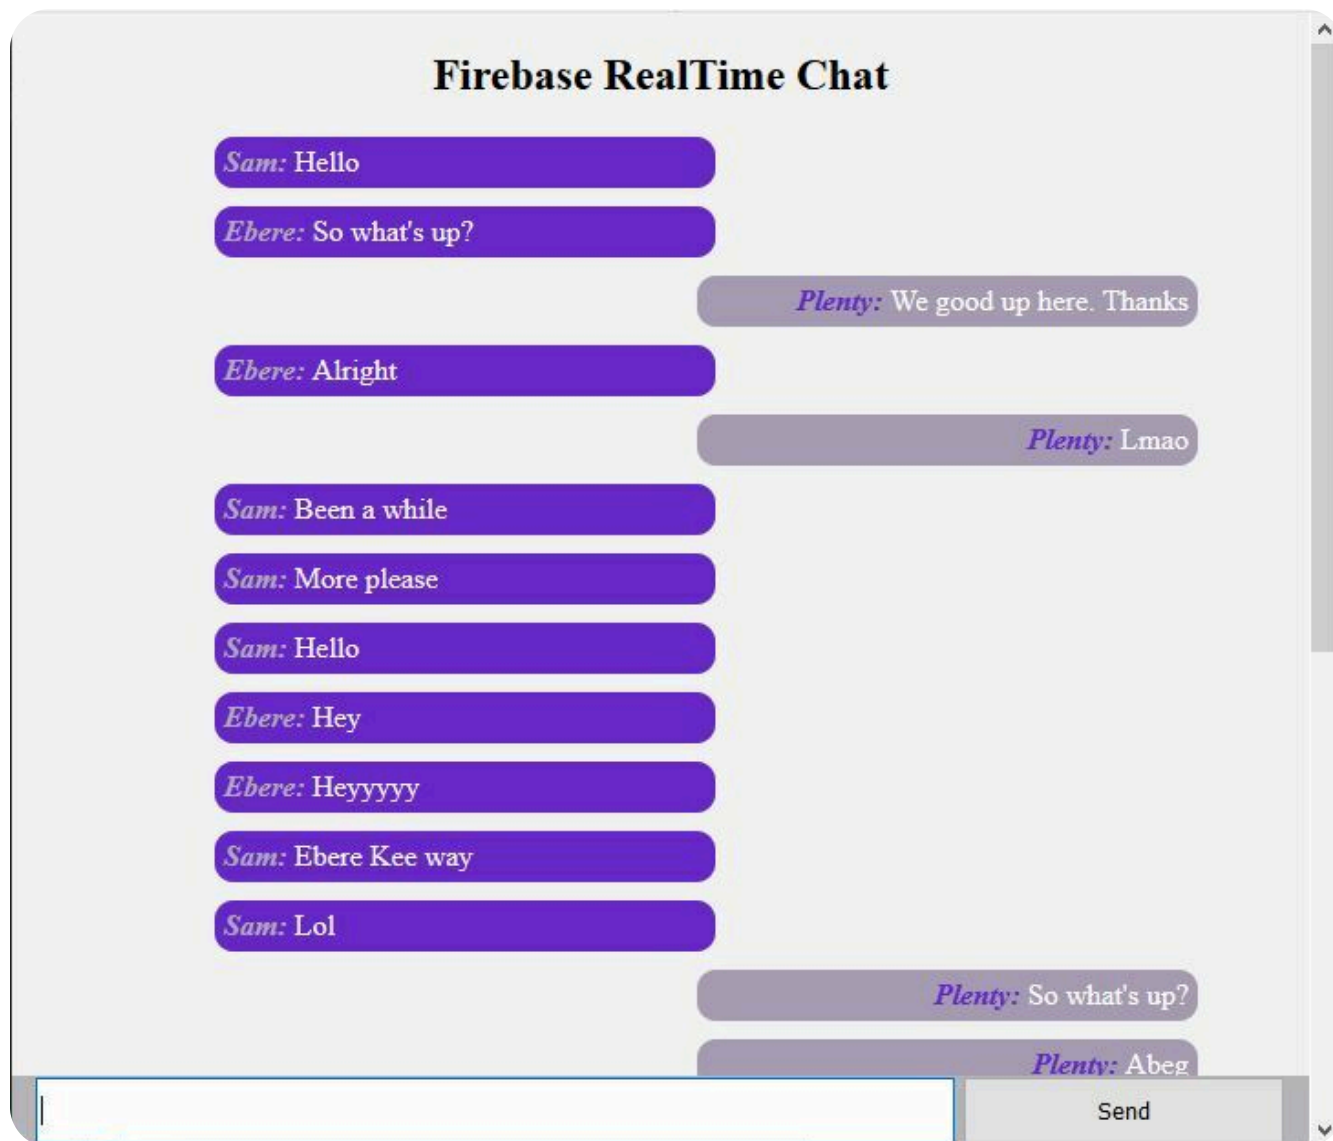 Firebase RealTime Chat
Sam: Hello
Ebere: So what's up?
Plenty: We good up here. Thanks
Ebere: Alright
Plenty: Lmao
Sam: Been a while
Sam: More please
Sam: Hello
Ebere: Hey
Ebere: Heyyyyy
Sam: Ebere Kee way
Sam: Lol
Plenty: So what's up?
Plenty: Abeg
Send